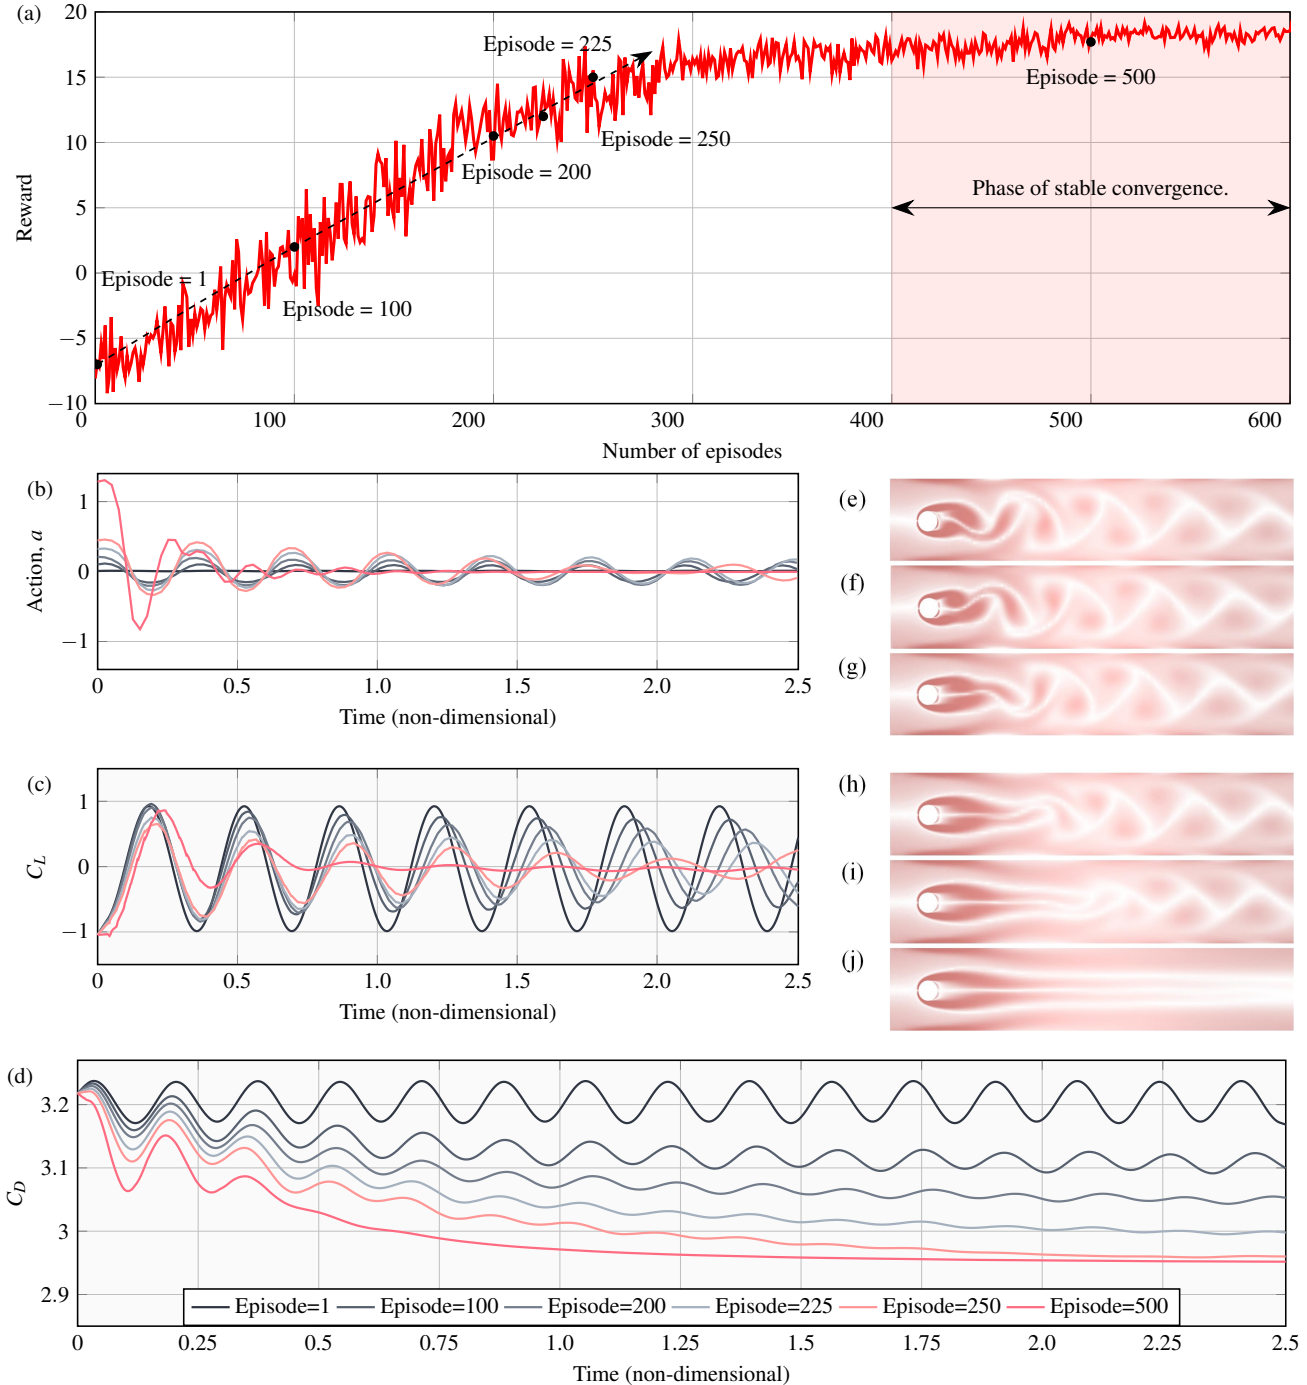 (a)
20
15
10
5
0
−5
−10
Reward
Episode = 225
Episode = 500
Episode = 250
Episode = 200
Phase of stable convergence.
Episode = 1
Episode = 100
0 100 200 300 400 500 600
Number of episodes
(b)
1
0
−1
Action, a
0 0.5 1.0 1.5 2.0 2.5
Time (non-dimensional)
(e)
(f)
(g)
(c)
1
0
−1
C_L
0 0.5 1.0 1.5 2.0 2.5
Time (non-dimensional)
(h)
(i)
(j)
(d)
3.2
3.1
3
2.9
C_D
Episode=1 Episode=100 Episode=200 Episode=225 Episode=250 Episode=500
0 0.25 0.5 0.75 1.0 1.25 1.5 1.75 2.0 2.25 2.5
Time (non-dimensional)